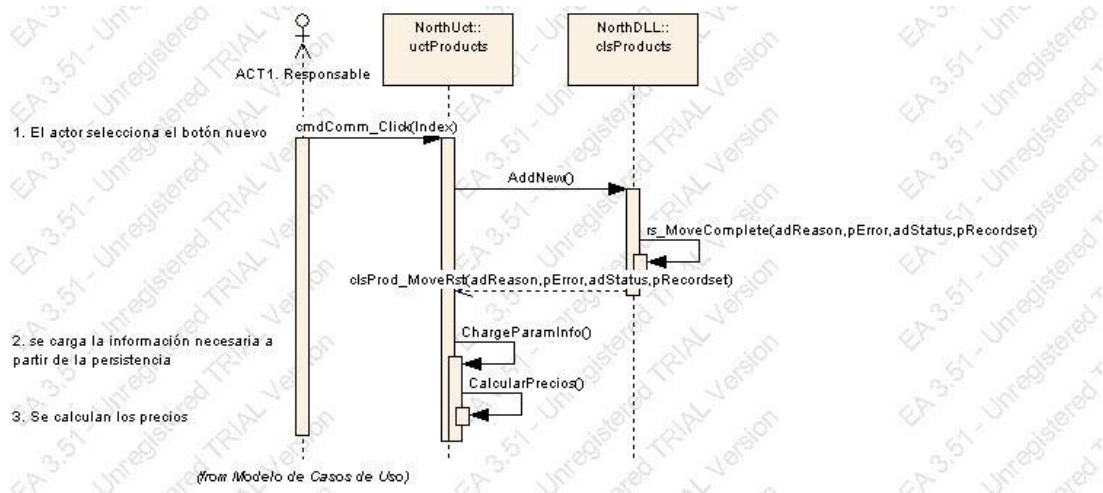 NorthUct::
uctProducts
NorthDLL::
clsProducts
ACT1. Responsable
1. El actor selecciona el botón nuevo
cmdComm_Click(Index)
AddNew()
rs_MoveComplete(adReason,pError,adStatus,pRecordset)
clsProd_MoveRst(adReason,pError,adStatus,pRecordset)
ChargeParamInfo()
2. se carga la información necesaria a
partir de la persistencia
CalcularPrecios()
3. Se calculan los precios
(from Modelo de Casos de Uso)
EA 3.51 - Unregistered TRIAL Version